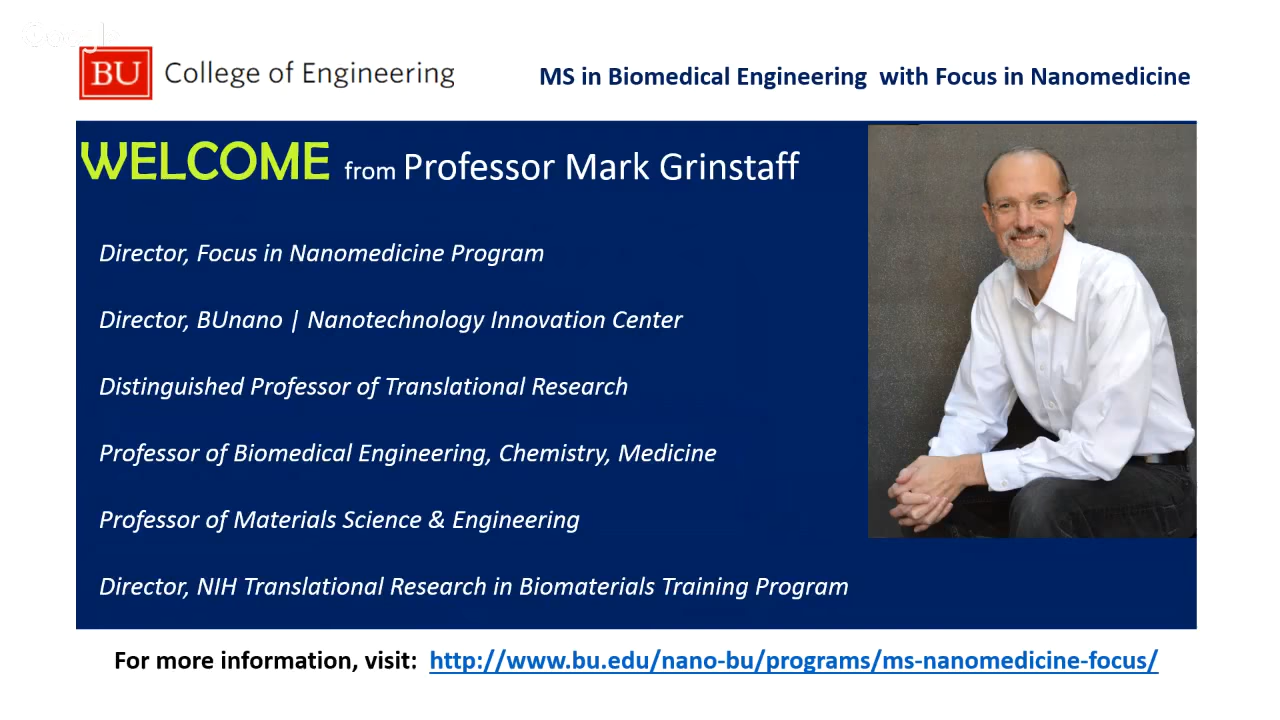 Google
BU College of Engineering
MS in Biomedical Engineering with Focus in Nanomedicine
WELCOME from Professor Mark Grinstaff
Director, Focus in Nanomedicine Program
Director, BUnano | Nanotechnology Innovation Center
Distinguished Professor of Translational Research
Professor of Biomedical Engineering, Chemistry, Medicine
Professor of Materials Science & Engineering
Director, NIH Translational Research in Biomaterials Training Program
For more information, visit: http://www.bu.edu/nano-bu/programs/ms-nanomedicine-focus/